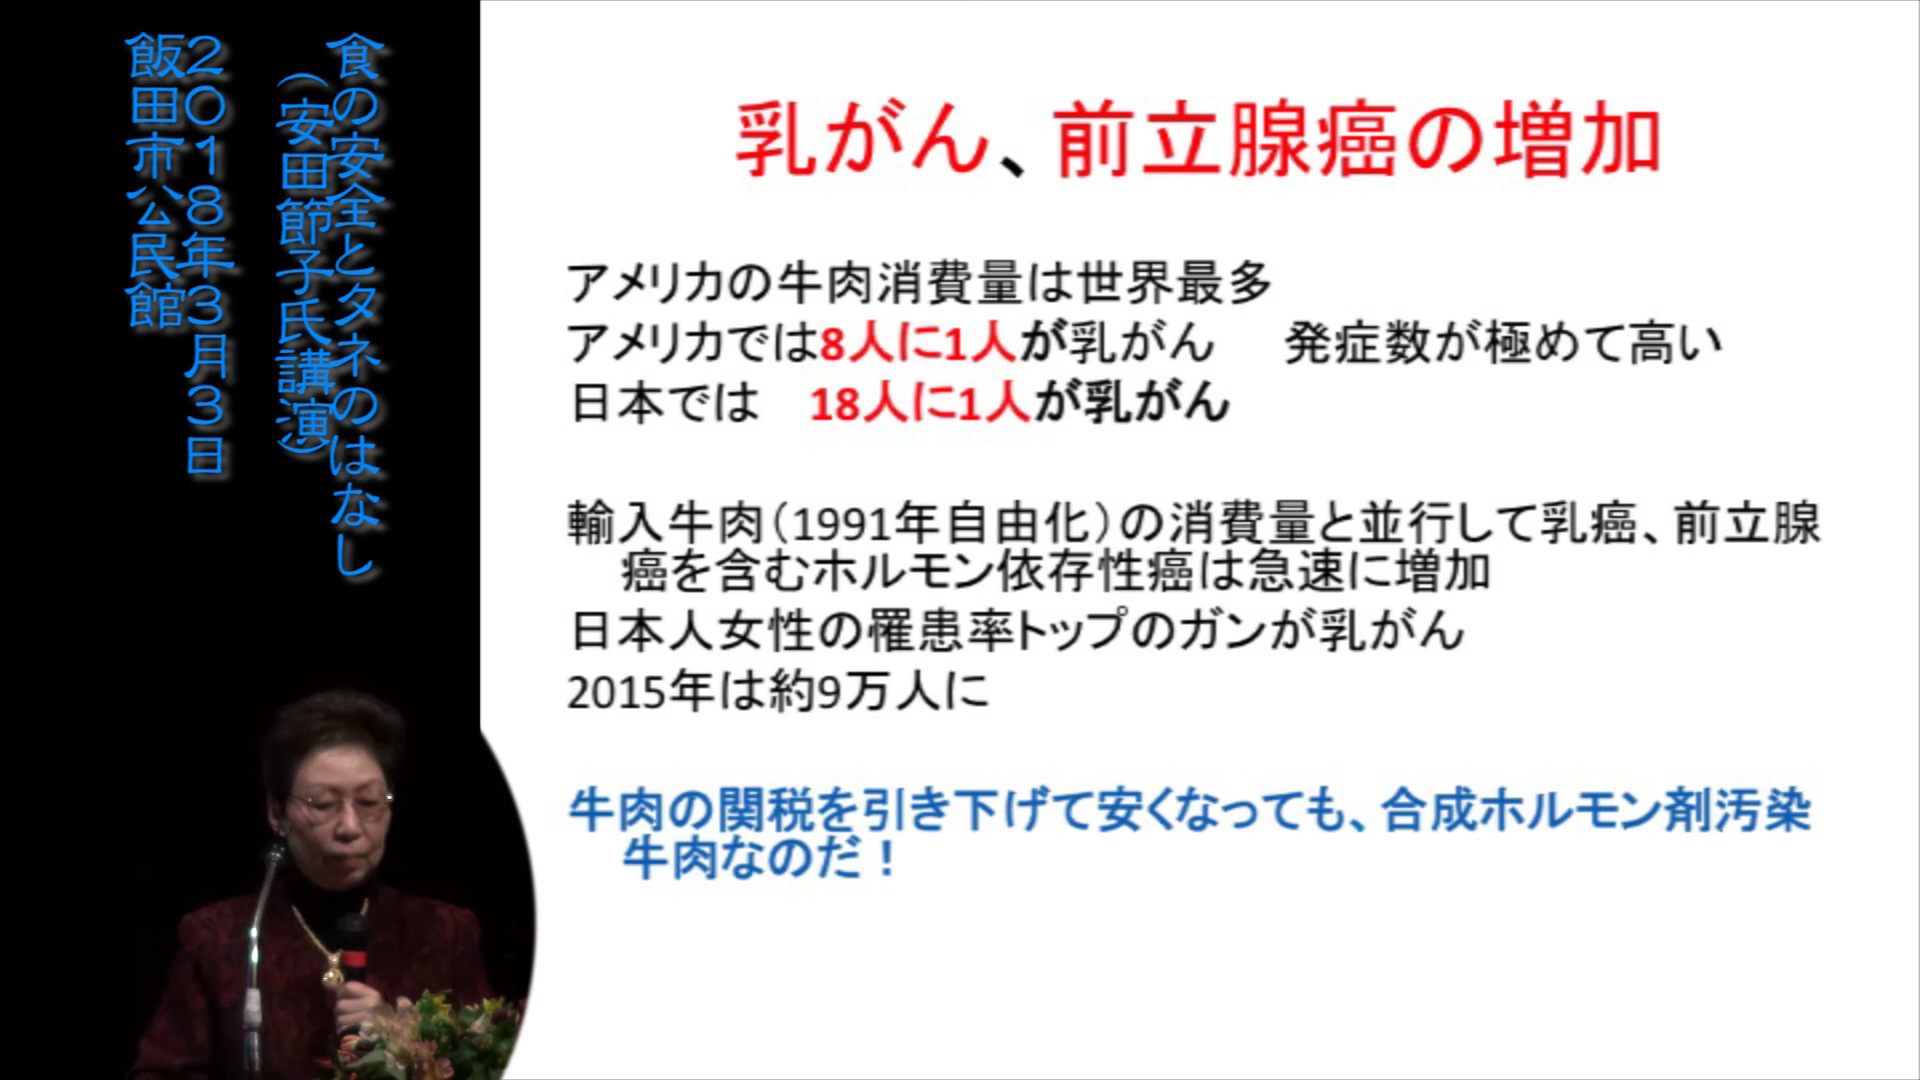 食の安全とタネのはなし
（安田節子氏講演）
２０１８年３月３日
飯田市公民館
乳がん、前立腺癌の増加
アメリカの牛肉消費量は世界最多
アメリカでは8人に1人が乳がん　発症数が極めて高い
日本では　18人に1人が乳がん
輸入牛肉（1991年自由化）の消費量と並行して乳癌、前立腺
癌を含むホルモン依存性癌は急速に増加
日本人女性の罹患率トップのガンが乳がん
2015年は約9万人に
牛肉の関税を引き下げて安くなっても、合成ホルモン剤汚染
牛肉なのだ！